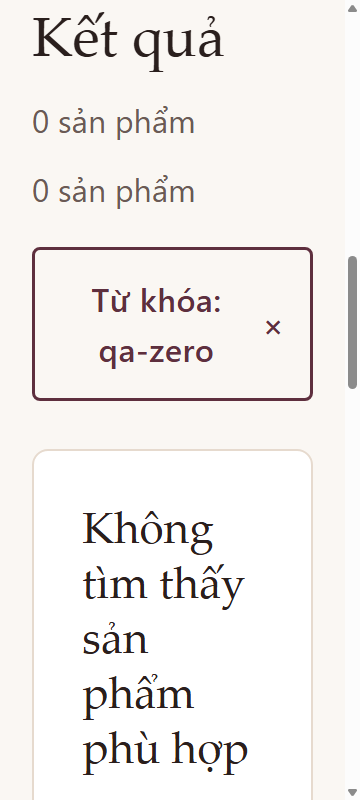 Kết quả
0 sản phẩm
0 sản phẩm
Từ khóa:
qa-zero
×
Không
tìm thấy
sản
phẩm
phù hợp